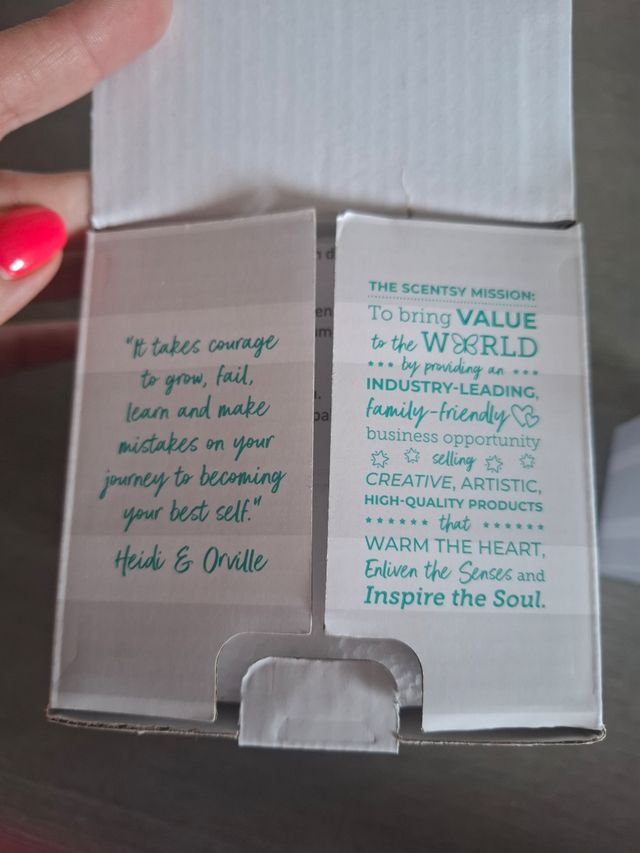 "It takes courage
to grow, fail,
learn and make
mistakes on your
journey to becoming
your best self."
Heidi & Orville
THE SCENTSY MISSION:
To bring VALUE
to the WORLD
by providing an
INDUSTRY-LEADING,
family-friendly
business opportunity
selling
CREATIVE, ARTISTIC,
HIGH-QUALITY PRODUCTS
that
WARM THE HEART,
Enliven the Senses and
Inspire the Soul.